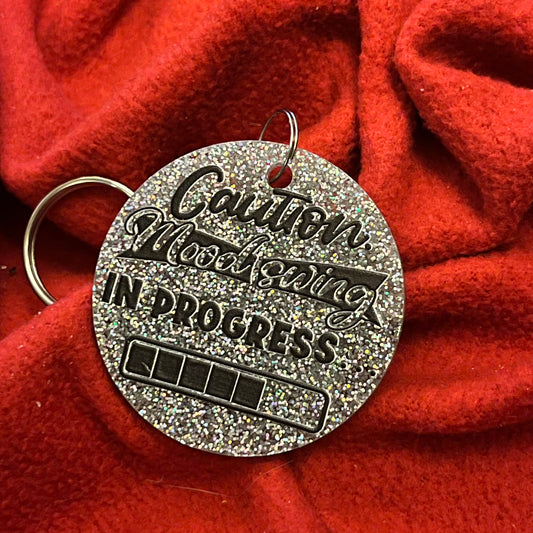 Caution:
Mood swing
IN PROGRESS...